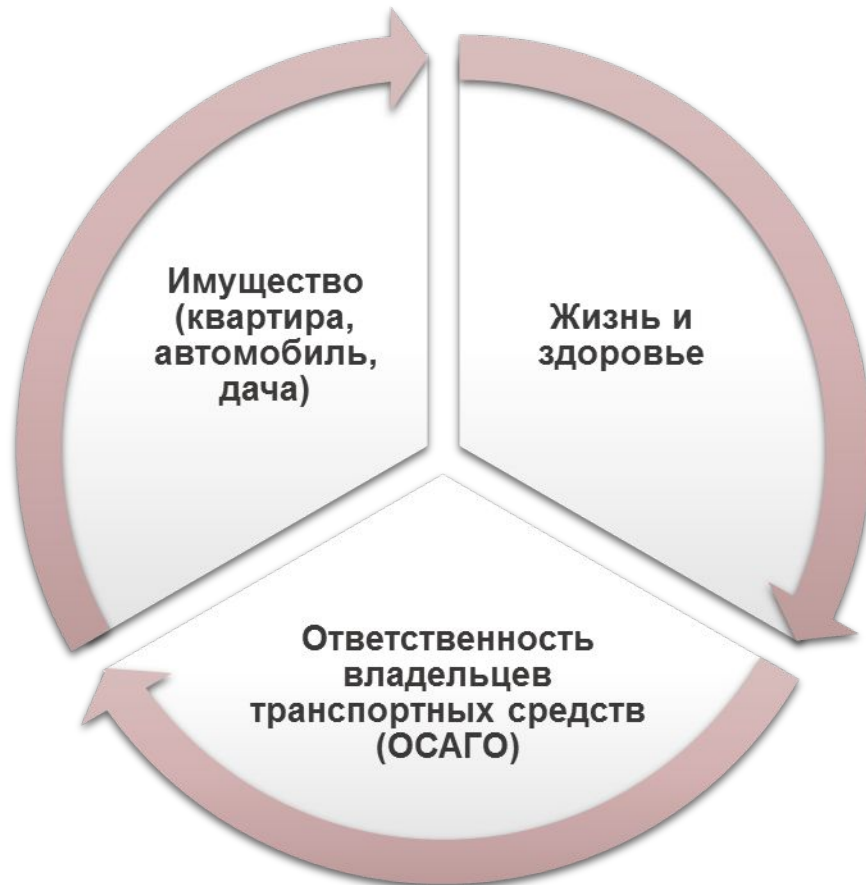 Имущество
(квартира,
автомобиль,
дача)
Жизнь и
здоровье
Ответственность
владельцев
транспортных средств
(ОСАГО)